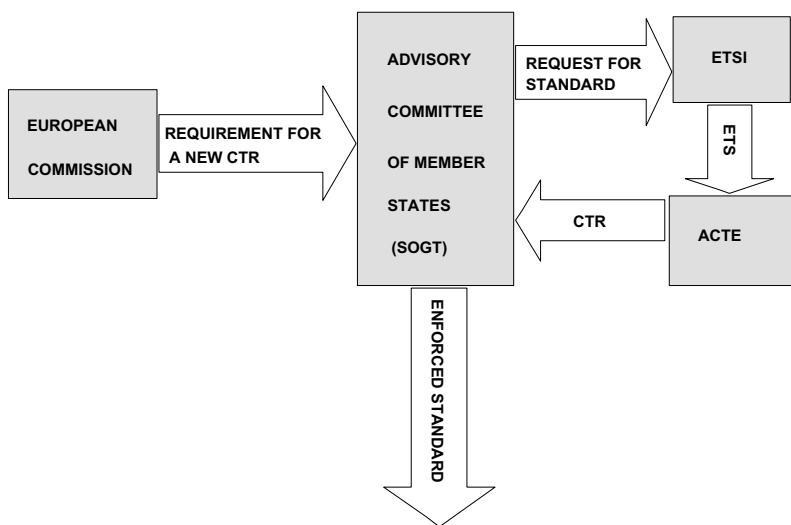 EUROPEAN
COMMISSION
REQUIREMENT FOR
A NEW CTR
ADVISORY
COMMITTEE
OF MEMBER
STATES
(SOGT)
REQUEST FOR
STANDARD
ETSI
ETS
ACTE
CTR
ENFORCED STANDARD